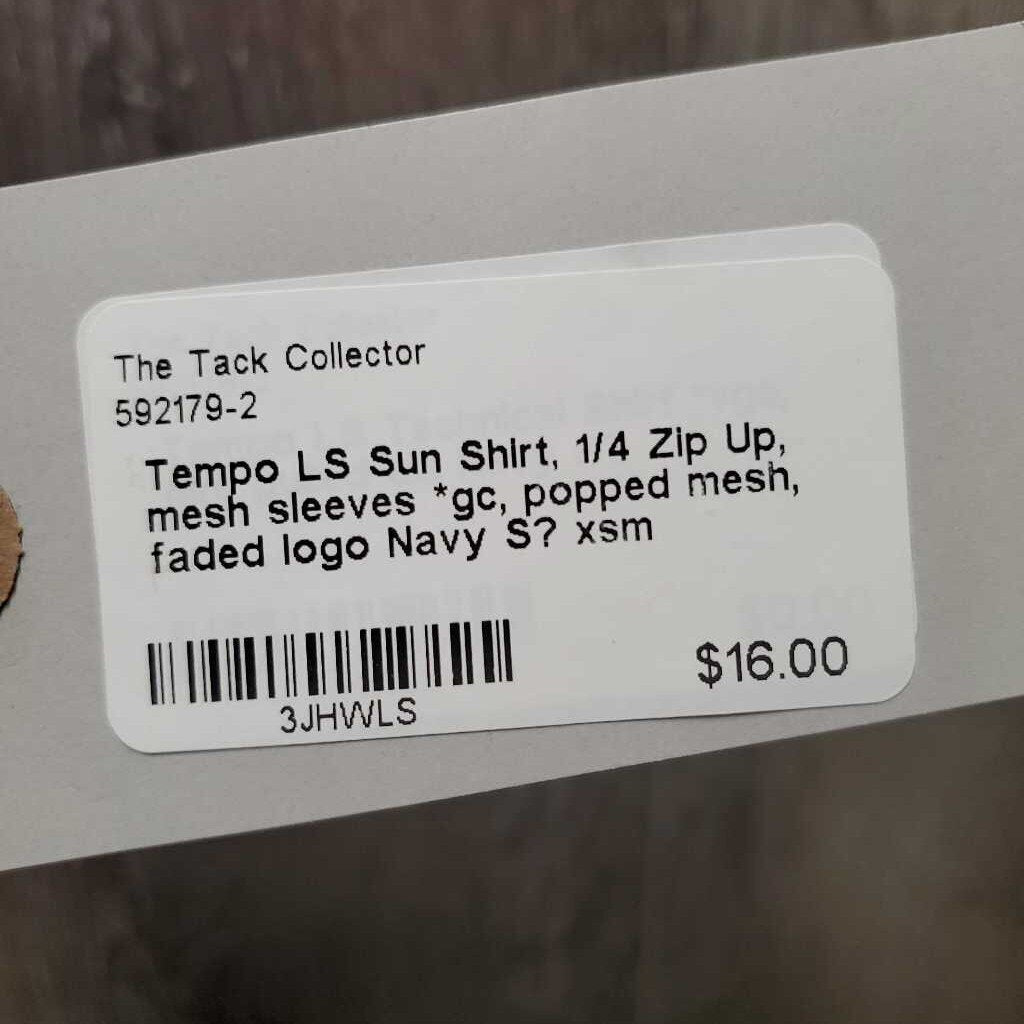 The Tack Collector
592179-2
Tempo LS Sun Shirt, 1/4 Zip Up,
mesh sleeves *gc, popped mesh,
faded logo Navy S? xsm
$16.00
3JHWLS